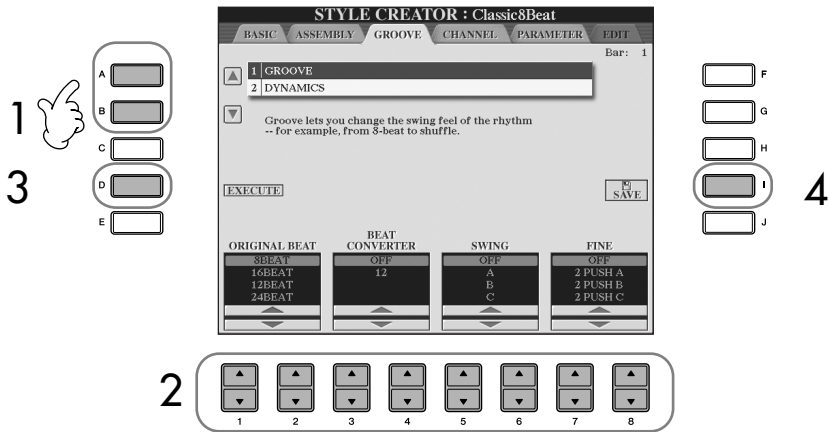 STYLE CREATOR : Classic8Beat
BASIC ASSEMBLY GROOVE CHANNEL PARAMETER EDIT
Bar: 1
1 GROOVE
2 DYNAMICS
Groove lets you change the swing feel of the rhythm
-- for example, from 8-beat to shuffle.
EXECUTE
SAVE
ORIGINAL BEAT
8BEAT
16BEAT
12BEAT
24BEAT
BEAT
CONVERTER
OFF
12
SWING
OFF
A
B
C
FINE
OFF
2 PUSH A
2 PUSH B
2 PUSH C
A
B
C
D
E
F
G
H
I
J
1
3
4
2
1 2 3 4 5 6 7 8